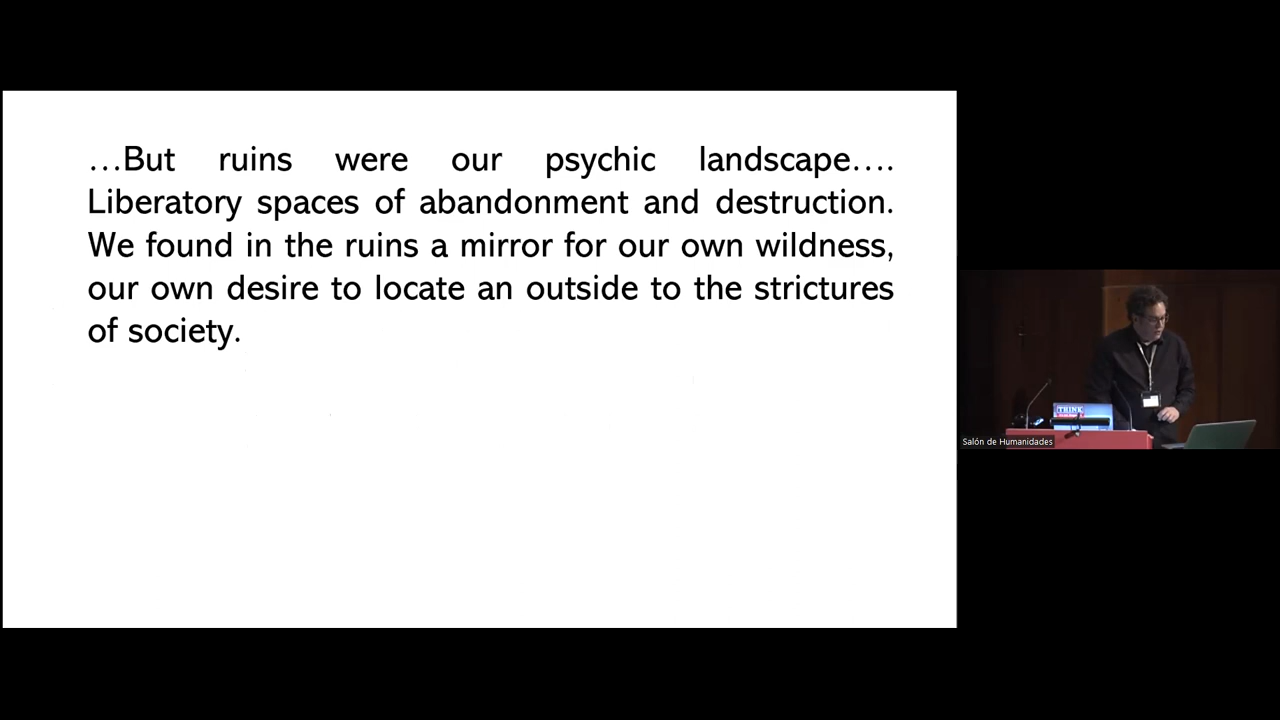 …But ruins were our psychic landscape….
Liberatory spaces of abandonment and destruction.
We found in the ruins a mirror for our own wildness,
our own desire to locate an outside to the strictures
of society.
THINK
Salón de Humanidades